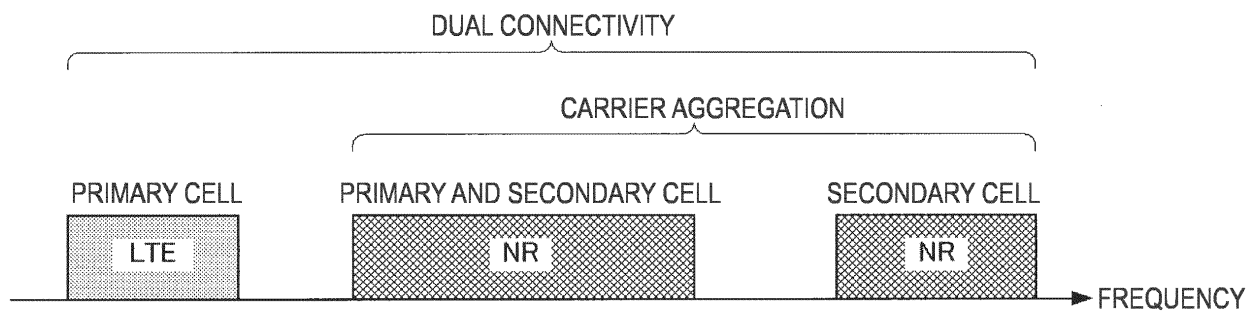 DUAL CONNECTIVITY
CARRIER AGGREGATION
PRIMARY CELL
PRIMARY AND SECONDARY CELL
SECONDARY CELL
LTE
NR
NR
FREQUENCY